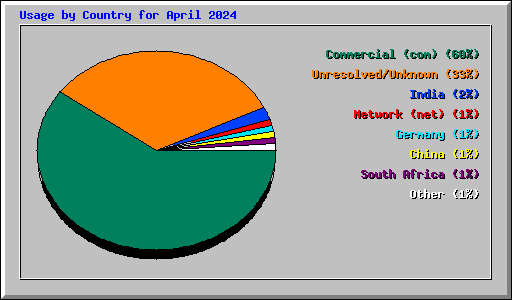 Usage by Country for April 2024
Commercial (com) (60%)
Unresolved/Unknown (33%)
India (2%)
Network (net) (1%)
Germany (1%)
China (1%)
South Africa (1%)
Other (1%)